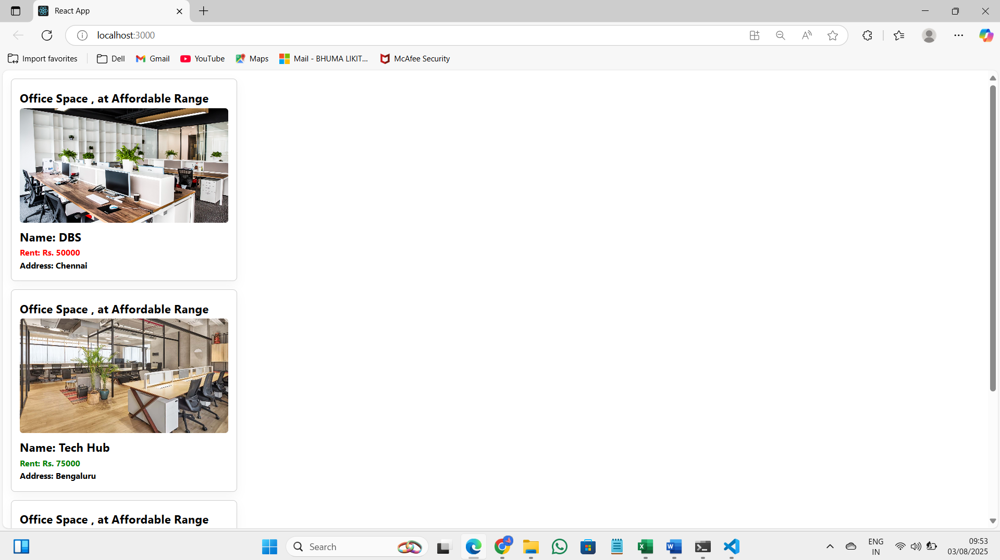 React App
localhost:3000
Import favorites
Dell
Gmail
YouTube
Maps
Mail - BHUMA LIKIT...
McAfee Security
Office Space , at Affordable Range
Name: DBS
Rent: Rs. 50000
Address: Chennai
Office Space , at Affordable Range
Name: Tech Hub
Rent: Rs. 75000
Address: Bengaluru
Office Space , at Affordable Range
Search
ENG
IN
09:53
03/08/2025